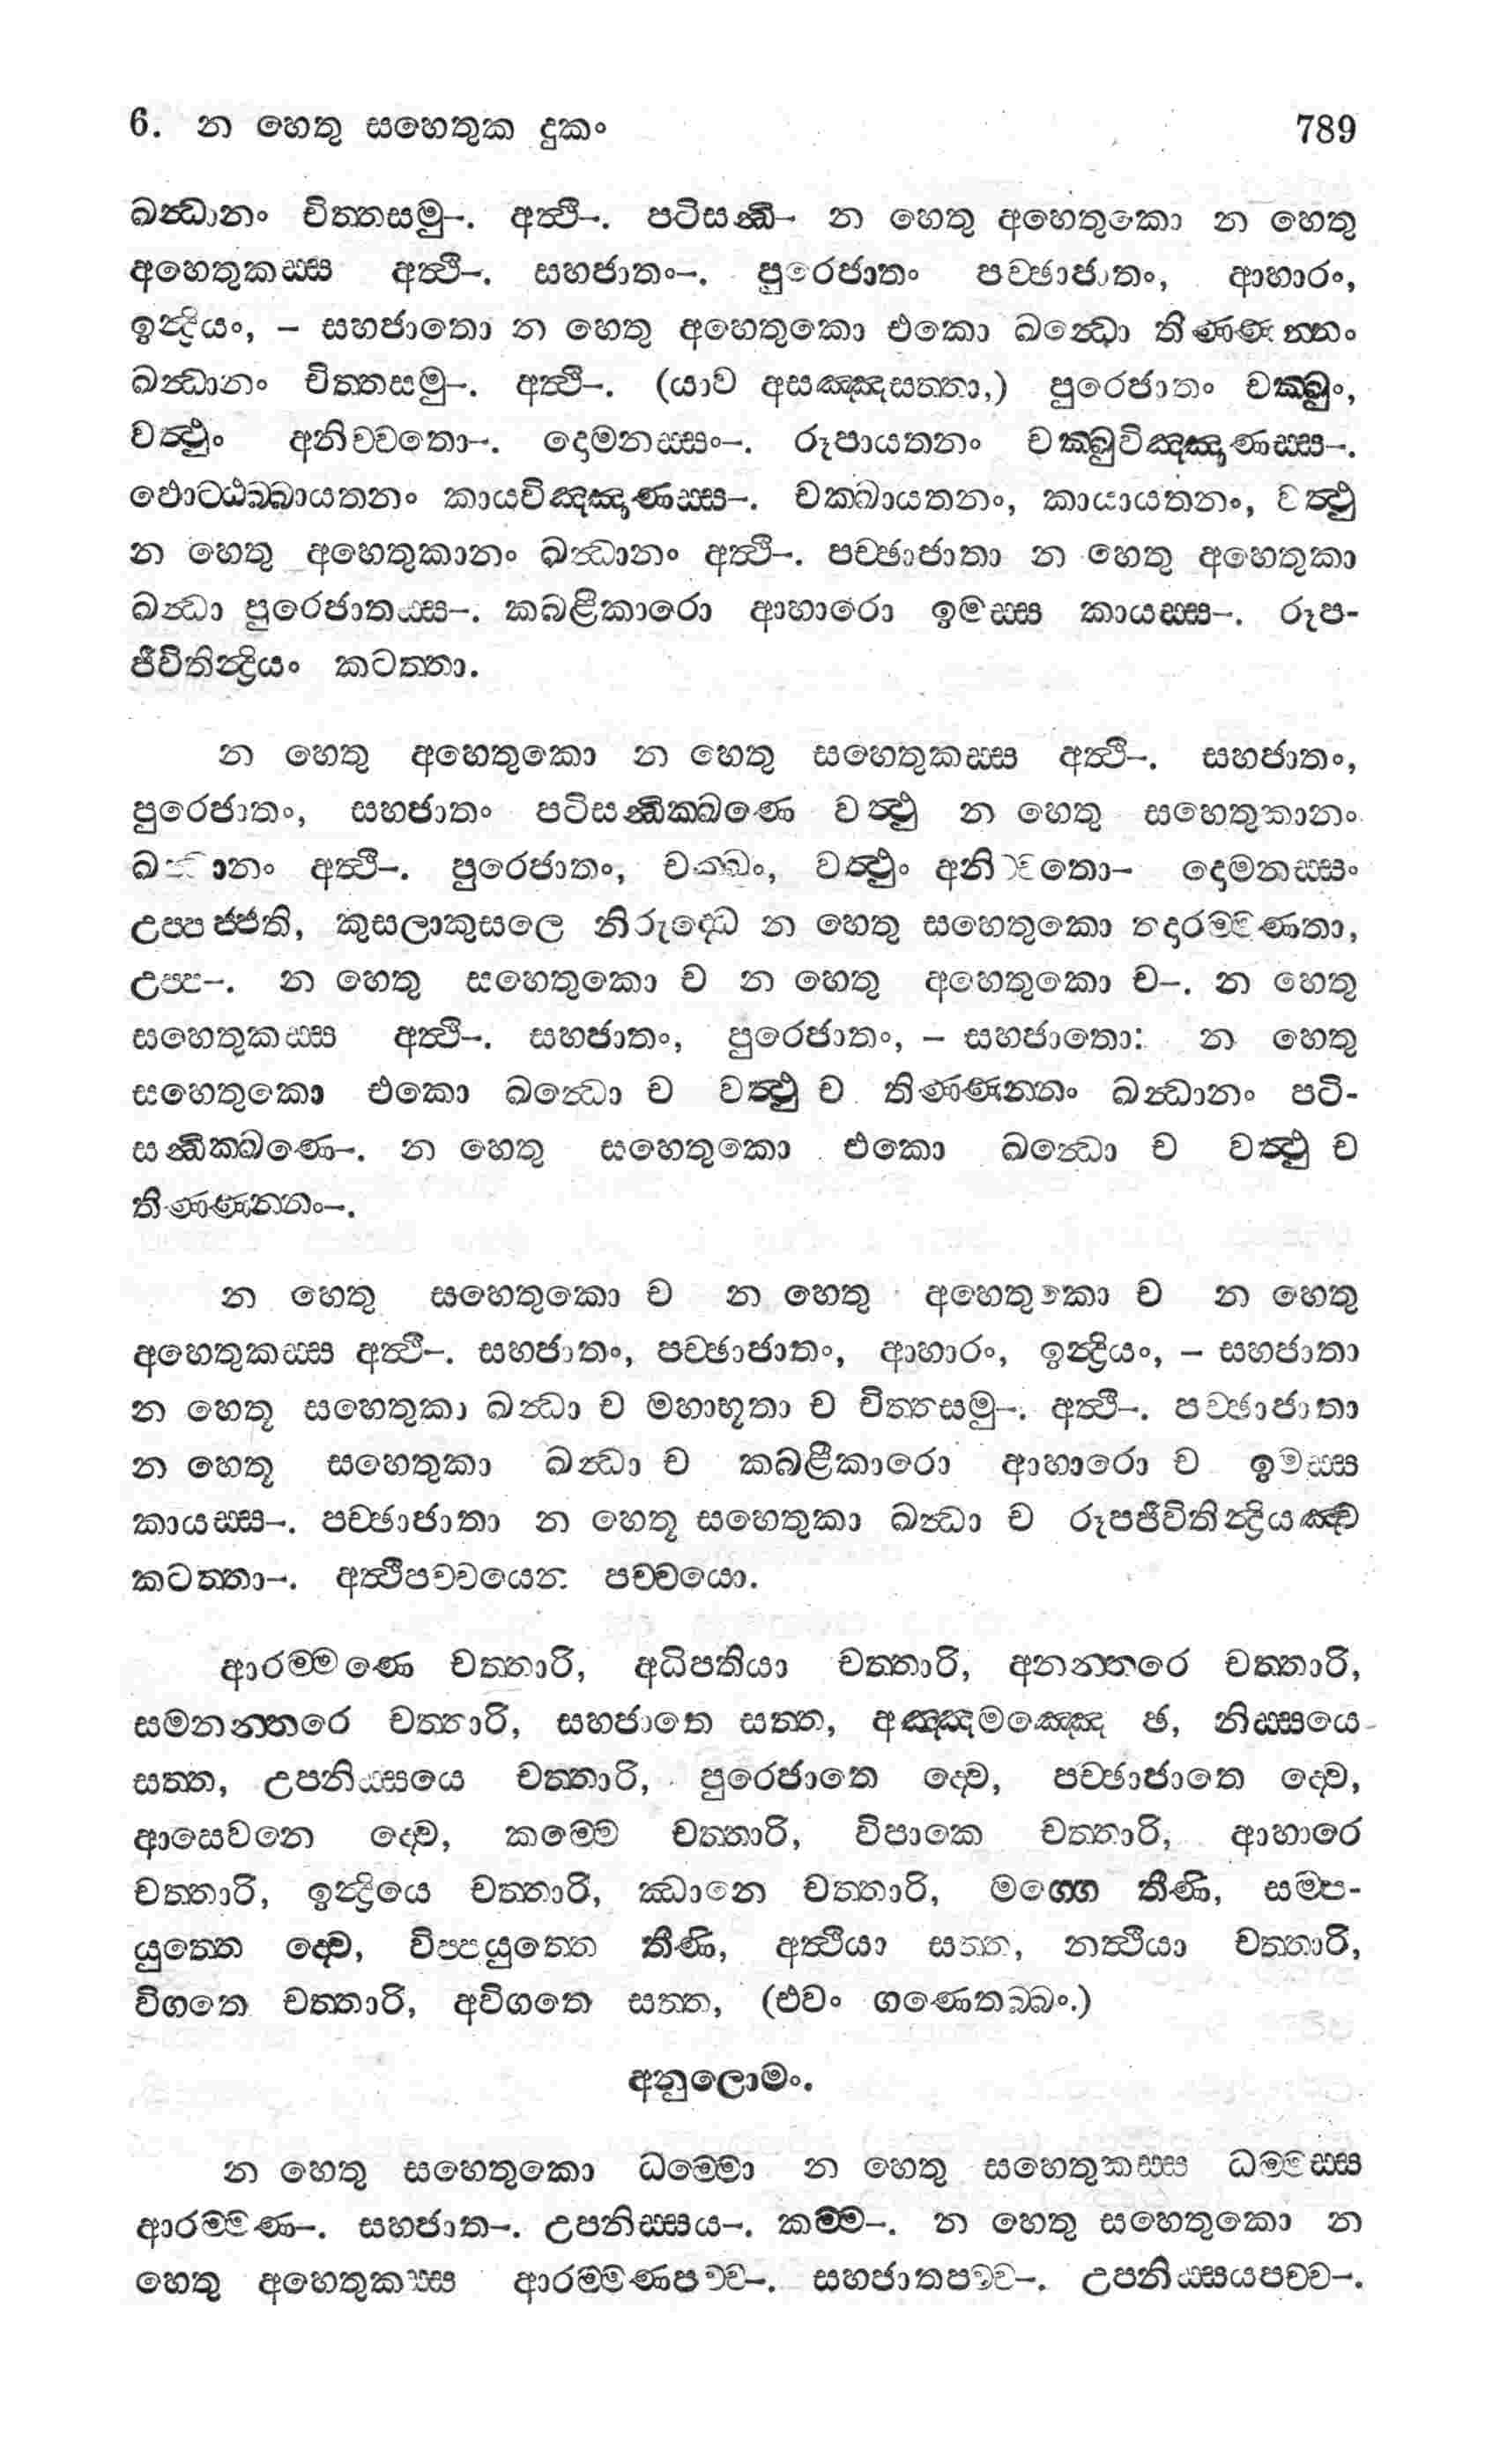 6. න හෙතු සහෙතුක දුකං 789
ඛන්ධානං චිත්තසමු-. අත්ථි-. පටිසන්ධි- න හෙතු අහෙතුකො න හෙතු
අහෙතුකස්ස අත්ථි-. සහජාතං-. පුරෙජාතං පච්ඡාජාතං, ආහාරං,
ඉන්ද්‍රියං, – සහජාතො න හෙතු අහෙතුකො එකො ඛන්ධො තිණ්ණන්නං
ඛන්ධානං චිත්තසමු-. අත්ථි-. (යාව අසඤ්ඤසත්තා,) පුරෙජාතං චක්ඛුං,
වත්ථුං අනිච්චතො-. දොමනස්සං-. රූපායතනං චක්ඛුවිඤ්ඤාණස්ස-.
ඵොට්ඨබ්බායතනං කායවිඤ්ඤාණස්ස-. චක්ඛායතනං, කායායතනං, වත්ථු
න හෙතු අහෙතුකානං ඛන්ධානං අත්ථි-. පච්ඡාජාතා න හෙතු අහෙතුකා
ඛන්ධා පුරෙජාතස්ස-. කබළීකාරො ආහාරො ඉමස්ස කායස්ස-. රූප-
ජීවිතින්ද්‍රියං කටත්තා.
න හෙතු අහෙතුකො න හෙතු සහෙතුකස්ස අත්ථි-. සහජාතං,
පුරෙජාතං, සහජාතං පටිසන්ධික්ඛණෙ වත්ථු න හෙතු සහෙතුකානං
අත්ථි-. පුරෙජාතං, වත්ථුං දොමනස්සං
උප්පජ්ජති, කුසලාකුසලෙ නිරුද්ධෙ න හෙතු සහෙතුකො තදාරම්මණතා,
උප්ප-. න හෙතු සහෙතුකො ච න හෙතු අහෙතුකො ච-. න හෙතු
සහෙතුකස්ස අත්ථි-. සහජාතං, පුරෙජාතං, – සහජාතො: න හෙතු
සහෙතුකො එකො ඛන්ධො ච වත්ථු ච තිණ්ණන්නං ඛන්ධානං පටි-
සන්ධික්ඛණෙ-. න හෙතු සහෙතුකො එකො ඛන්ධො ච වත්ථු ච
තිණ්ණන්නං-.
න හෙතු සහෙතුකො ච න හෙතු අහෙතුකො ච න හෙතු
අහෙතුකස්ස අත්ථි-. සහජාතං, පච්ඡාජාතං, ආහාරං, ඉන්ද්‍රියං, – සහජාතා
න හෙතූ සහෙතුකා ඛන්ධා ච මහාභූතා ච චිත්තසමු-. අත්ථි-. පච්ඡාජාතා
න හෙතූ සහෙතුකා ඛන්ධා ච කබළීකාරො ආහාරො ච ඉමස්ස
කායස්ස-. පච්ඡාජාතා න හෙතූ සහෙතුකා ඛන්ධා ච රූපජීවිතින්ද්‍රියඤ්ච
කටත්තා-. අත්ථිපච්චයෙන පච්චයො.
ආරම්මණෙ චත්තාරි, අධිපතියා චත්තාරි, අනන්තරෙ චත්තාරි,
සමනන්තරෙ චත්තාරි, සහජාතෙ සත්ත, අඤ්ඤමඤ්ඤෙ ඡ, නිස්සයෙ
සත්ත, උපනිස්සයෙ චත්තාරි, පුරෙජාතෙ ද්වෙ, පච්ඡාජාතෙ ද්වෙ,
ආසෙවනෙ ද්වෙ, කම්මෙ චත්තාරි, විපාකෙ චත්තාරි, ආහාරෙ
චත්තාරි, ඉන්ද්‍රියෙ චත්තාරි, ඣානෙ චත්තාරි, මග්ගෙ තීණි, සම්ප-
යුත්තෙ ද්වෙ, විප්පයුත්තෙ තීණි, අත්ථියා සත්ත, නත්ථියා චත්තාරි,
විගතෙ චත්තාරි, අවිගතෙ සත්ත, (එවං ගණෙතබ්බං.)
අනුලොමං.
න හෙතු සහෙතුකො ධම්මො න හෙතු සහෙතුකස්ස ධම්මස්ස
ආරම්මණ-. සහජාත-. උපනිස්සය-. කම්ම-. න හෙතු සහෙතුකො න
හෙතු අහෙතුකස්ස ආරම්මණපච්ච-. සහජාතපච්ච-. උපනිස්සයපච්ච-.